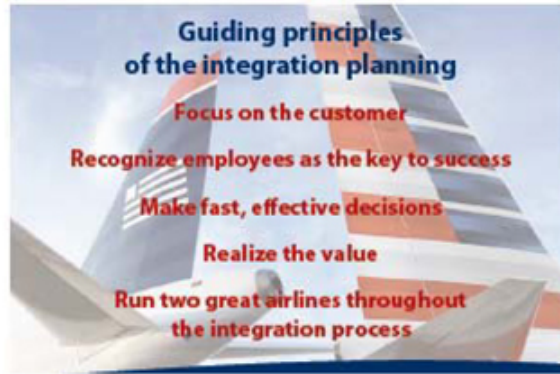 Guiding principles
of the integration planning
Focus on the customer
Recognize employees as the key to success
Make fast, effective decisions
Realize the value
Run two great airlines throughout
the integration process